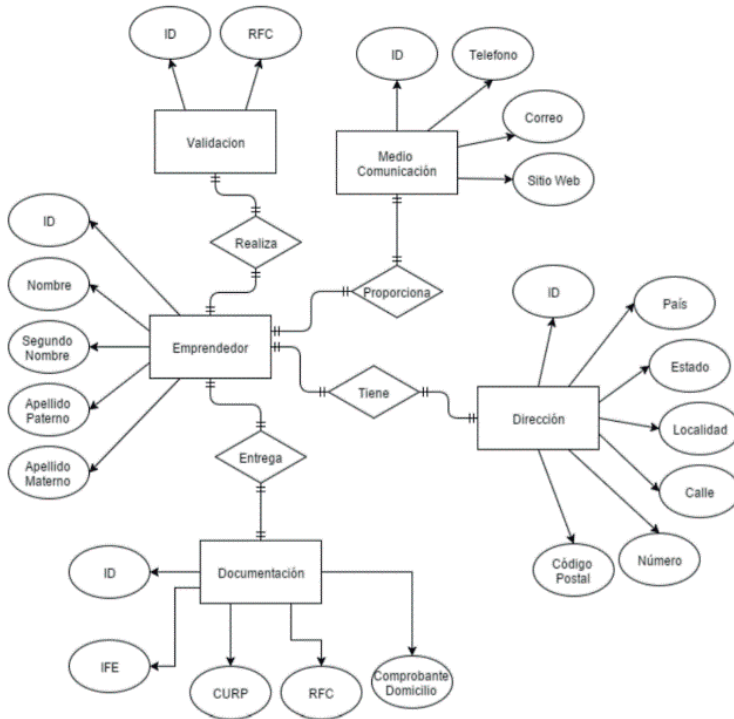 ID
RFC
Validacion
ID
Telefono
Correo
Sitio Web
Medio
Comunicación
Realiza
Proporciona
ID
Nombre
Segundo
Nombre
Apellido
Paterno
Apellido
Materno
Emprendedor
Tiene
ID
País
Estado
Localidad
Calle
Número
Código
Postal
Dirección
Entrega
Documentación
ID
IFE
CURP
RFC
Comprobante
Domicilio